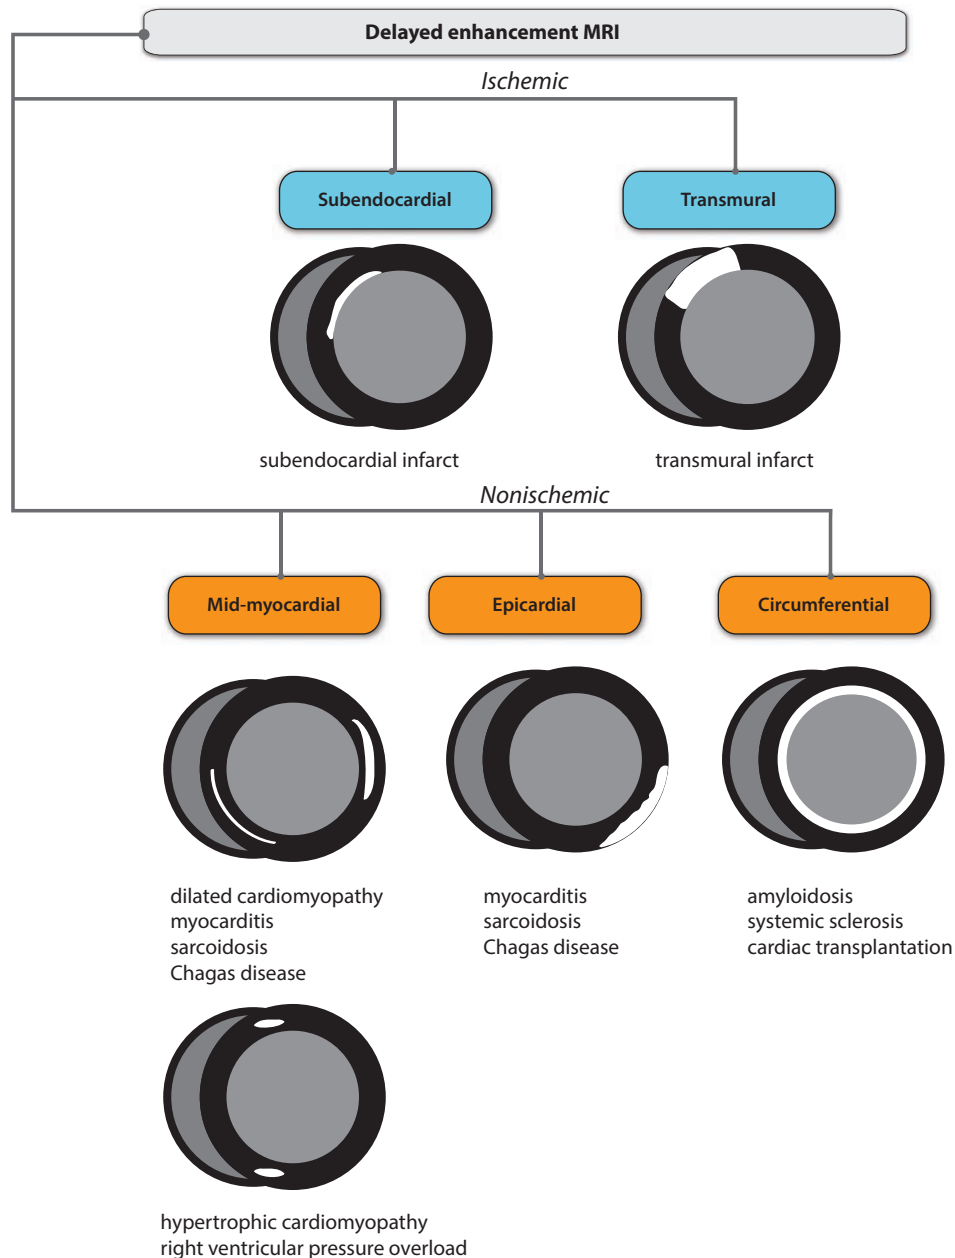 Delayed enhancement MRI
Ischemic
Subendocardial
Transmural
subendocardial infarct
transmural infarct
Nonischemic
Mid-myocardial
Epicardial
Circumferential
dilated cardiomyopathy
myocarditis
sarcoidosis
Chagas disease
myocarditis
sarcoidosis
Chagas disease
amyloidosis
systemic sclerosis
cardiac transplantation
hypertrophic cardiomyopathy
right ventricular pressure overload